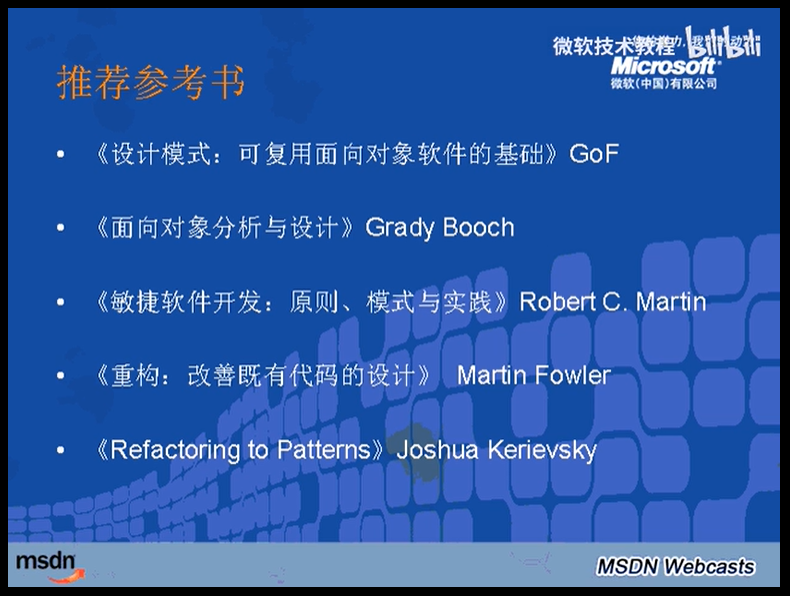 微软技术教程 bilibili
Microsoft
微软(中国)有限公司
推荐参考书
• 《设计模式：可复用面向对象软件的基础》GoF
• 《面向对象分析与设计》Grady Booch
• 《敏捷软件开发：原则、模式与实践》Robert C. Martin
• 《重构：改善既有代码的设计》 Martin Fowler
• 《Refactoring to Patterns》Joshua Kerievsky
msdn
MSDN Webcasts